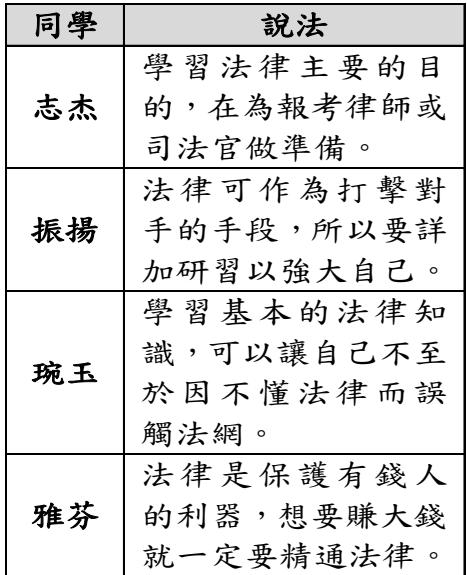 同學 說法
志杰
學習法律主要的目
的，在為報考律師或
司法官做準備。
振揚
法律可作為打擊對
手的手段，所以要詳
加研習以強大自己。
琬玉
學習基本的法律知
識，可以讓自己不至
於因不懂法律而誤
觸法網。
雅芬
法律是保護有錢人
的利器，想要賺大錢
就一定要精通法律。